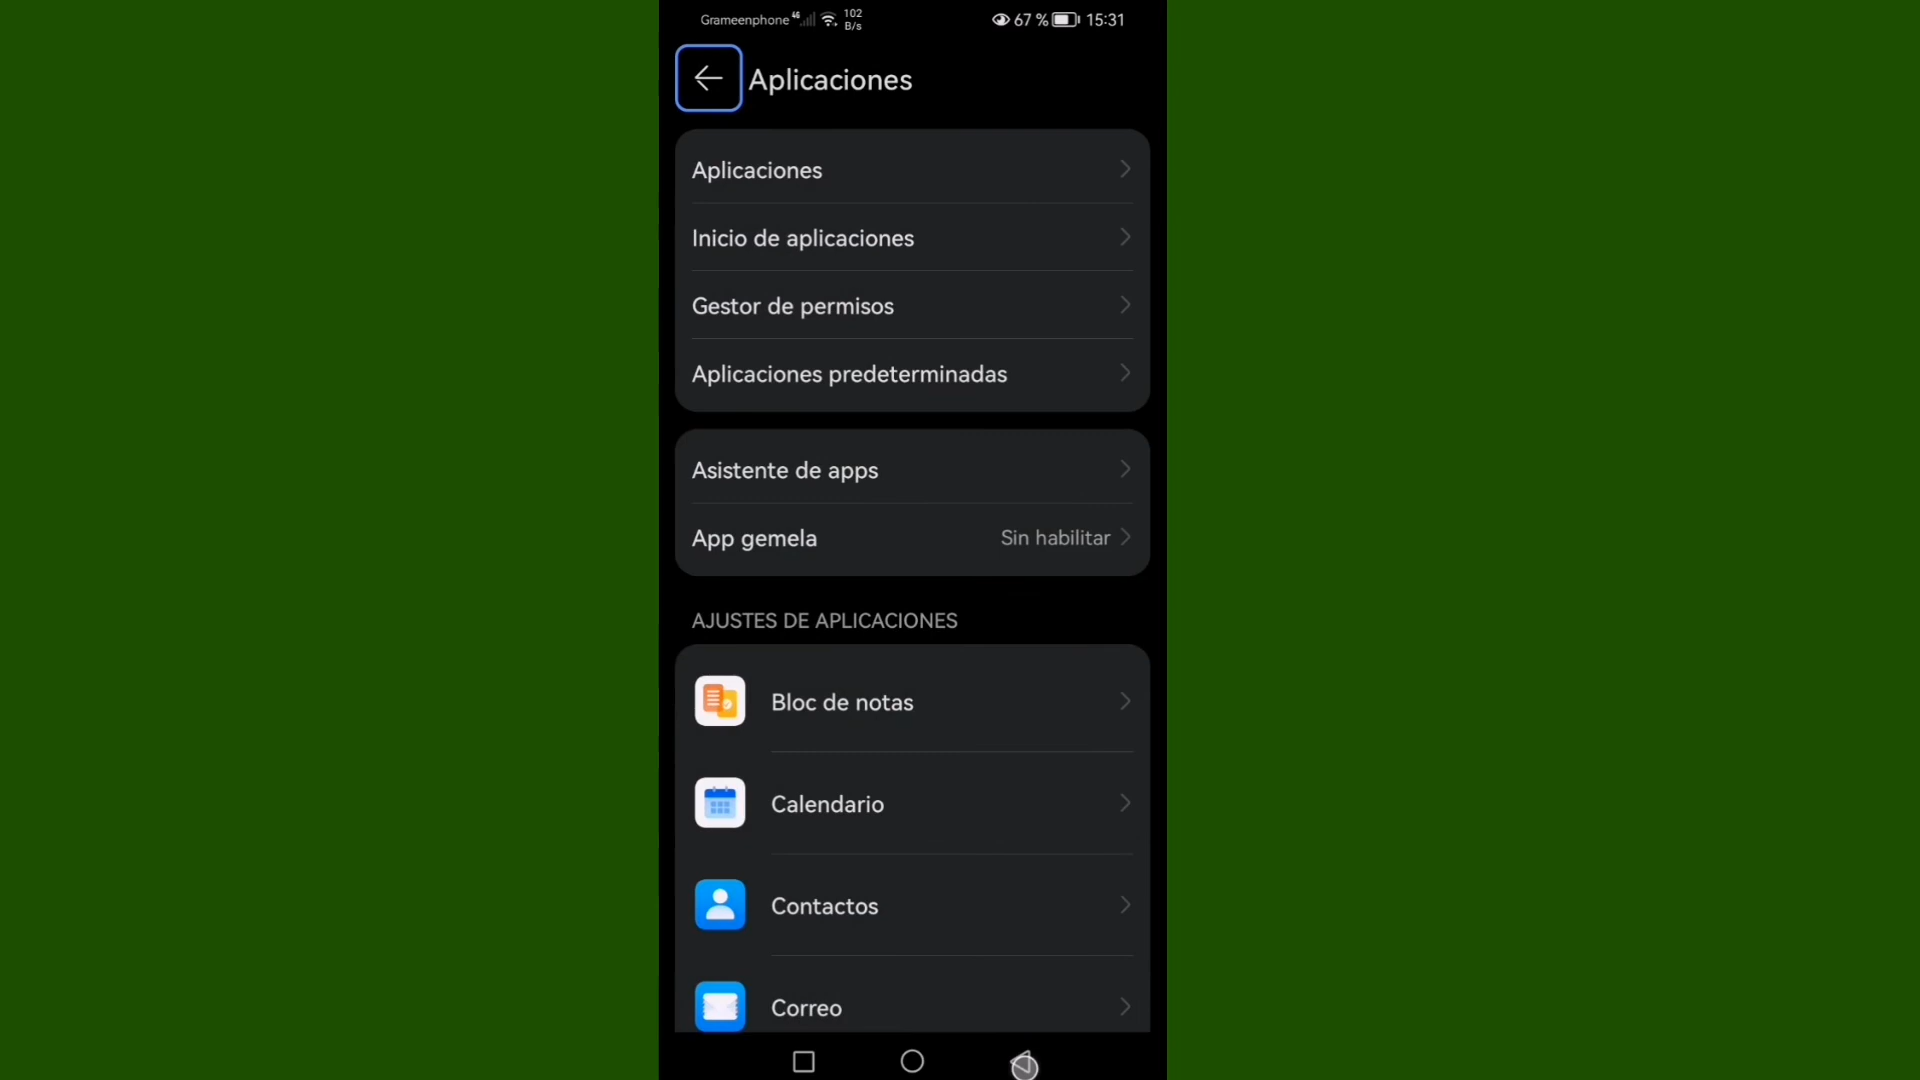 Grameenphone 4G 102 B/s 67 % 15:31
Aplicaciones
Aplicaciones
Inicio de aplicaciones
Gestor de permisos
Aplicaciones predeterminadas
Asistente de apps
App gemela Sin habilitar
AJUSTES DE APLICACIONES
Bloc de notas
Calendario
Contactos
Correo